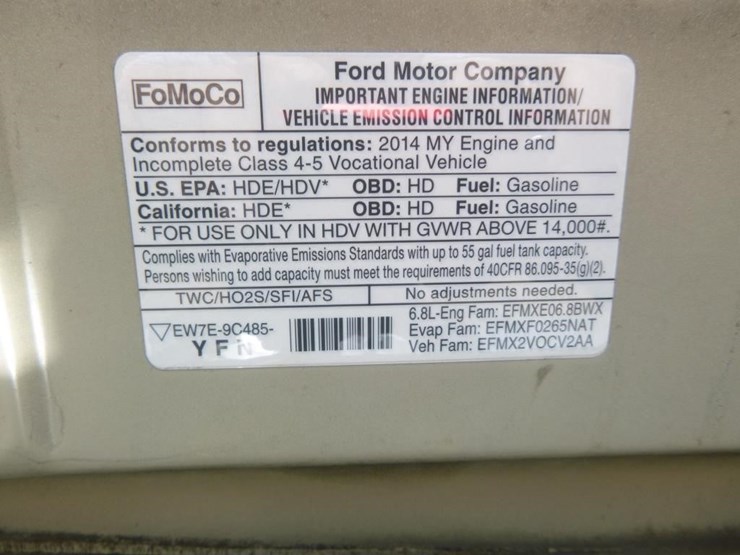 FoMoCo
Ford Motor Company
IMPORTANT ENGINE INFORMATION/
VEHICLE EMISSION CONTROL INFORMATION
Conforms to regulations: 2014 MY Engine and
Incomplete Class 4-5 Vocational Vehicle
U.S. EPA: HDE/HDV* OBD: HD Fuel: Gasoline
California: HDE* OBD: HD Fuel: Gasoline
* FOR USE ONLY IN HDV WITH GVWR ABOVE 14,000#.
Complies with Evaporative Emissions Standards with up to 55 gal fuel tank capacity.
Persons wishing to add capacity must meet the requirements of 40CFR 86.095-35(g)(2).
TWC/HO2S/SFI/AFS No adjustments needed.
EW7E-9C485-
YFN
6.8L-Eng Fam: EFMXE06.8BWX
Evap Fam: EFMXF0265NAT
Veh Fam: EFMX2VOCV2AA